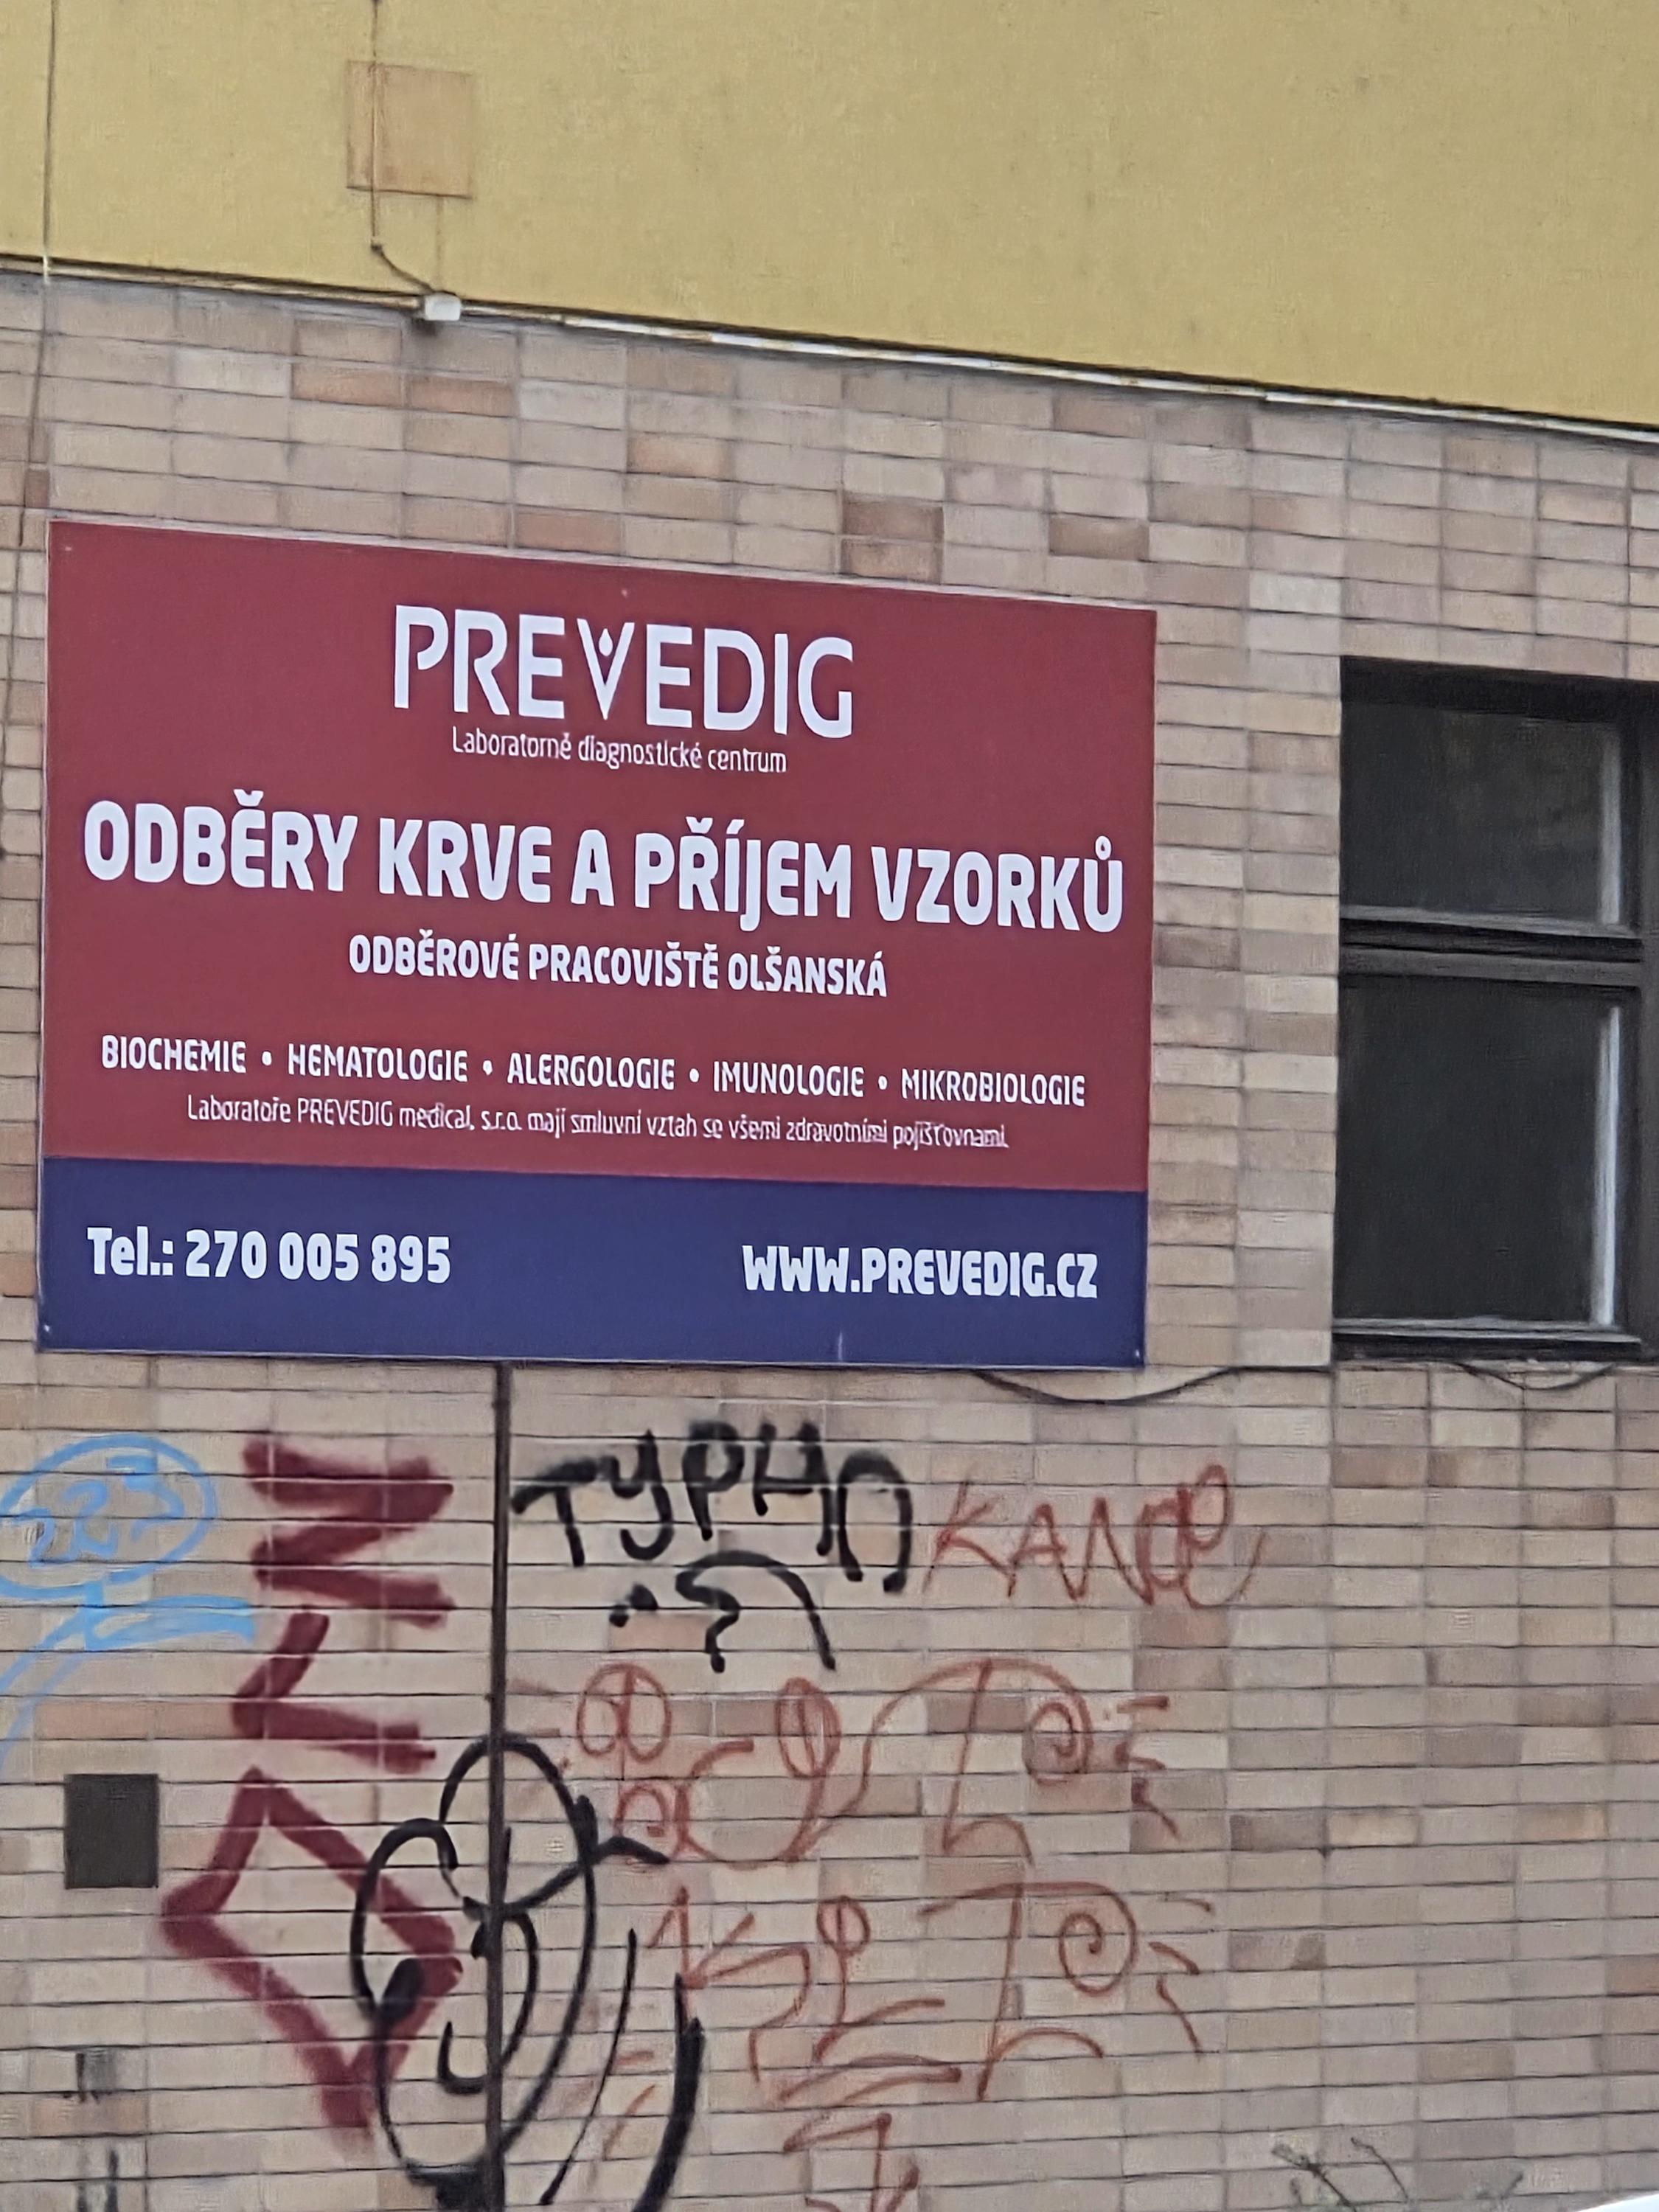 PREVEDIG
Laboratorně diagnostické centrum
ODBĚRY KRVE A PŘÍJEM VZORKŮ
ODBĚROVÉ PRACOVIŠTĚ OLŠANSKÁ
BIOCHEMIE • HEMATOLOGIE • ALERGOLOGIE • IMUNOLOGIE • MIKROBIOLOGIE
Laboratoře PREVEDIG medical, s.r.o. mají smluvní vztah se všemi zdravotními pojišťovnami.
Tel.: 270 005 895 WWW.PREVEDIG.CZ
TYPHO